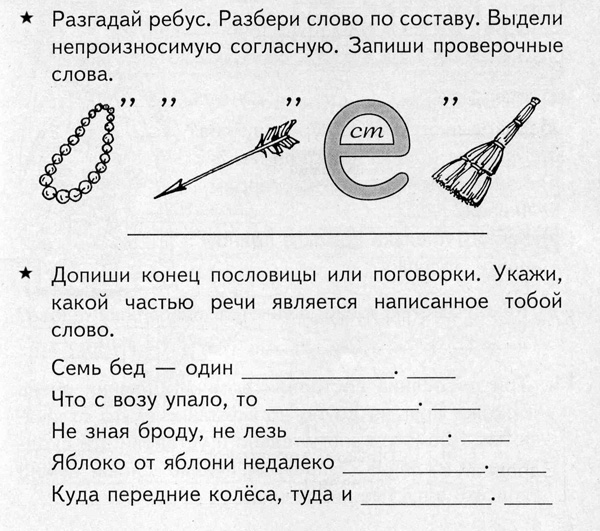 ★ Разгадай ребус. Разбери слово по составу. Выдели
непроизносимую согласную. Запиши проверочные
слова.
” ” ” е ст ”
★ Допиши конец пословицы или поговорки. Укажи,
какой частью речи является написанное тобой
слово.
Семь бед — один ____________. ____
Что с возу упало, то ____________. ____
Не зная броду, не лезь ____________. ____
Яблоко от яблони недалеко ____________. ____
Куда передние колёса, туда и ____________. ____